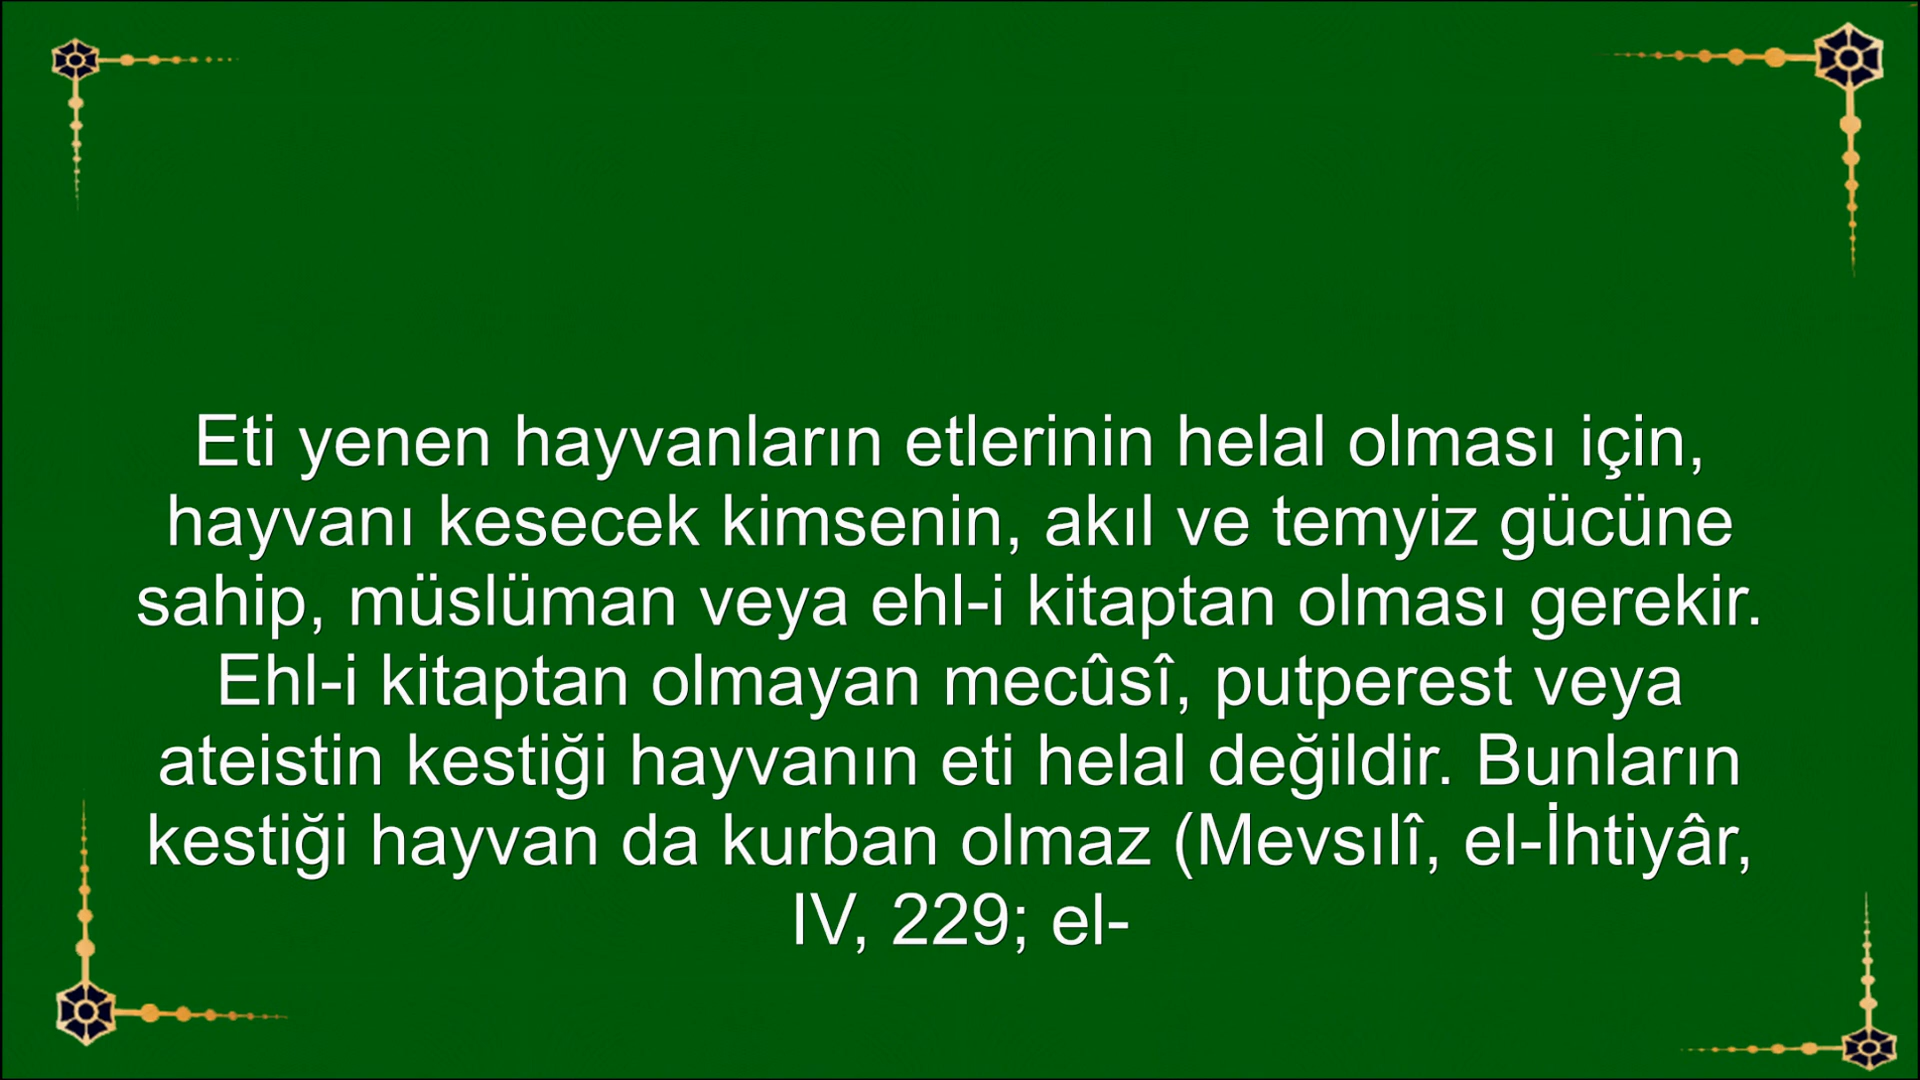 Eti yenen hayvanların etlerinin helal olması için,
hayvanı kesecek kimsenin, akıl ve temyiz gücüne
sahip, müslüman veya ehl-i kitaptan olması gerekir.
Ehl-i kitaptan olmayan mecûsî, putperest veya
ateistin kestiği hayvanın eti helal değildir. Bunların
kestiği hayvan da kurban olmaz (Mevsılî, el-İhtiyâr,
IV, 229; el-